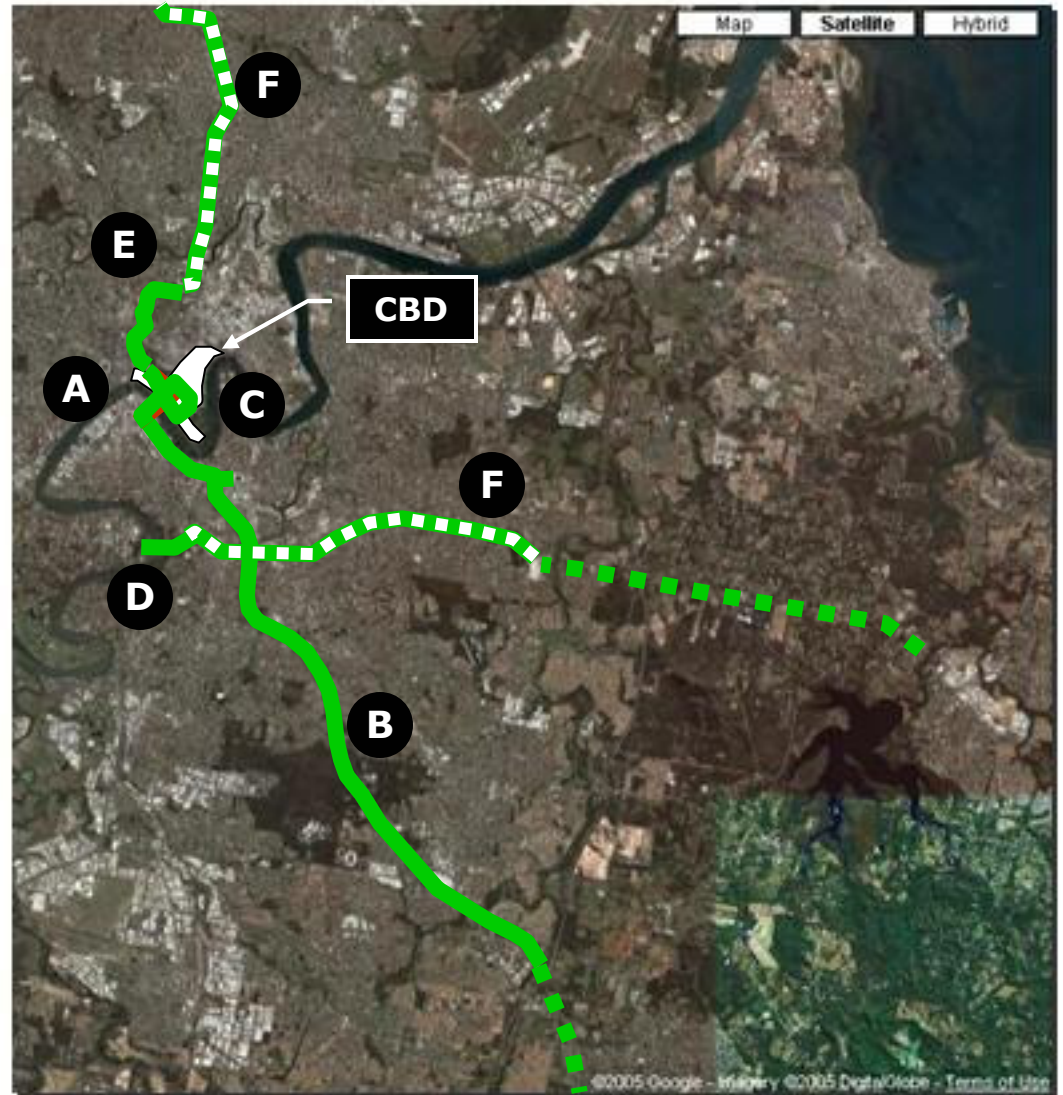 Map Satellite Hybrid
F
E
CBD
A
C
F
D
B
©2005 Google - Imagery ©2005 DigitalGlobe - Terms of Use